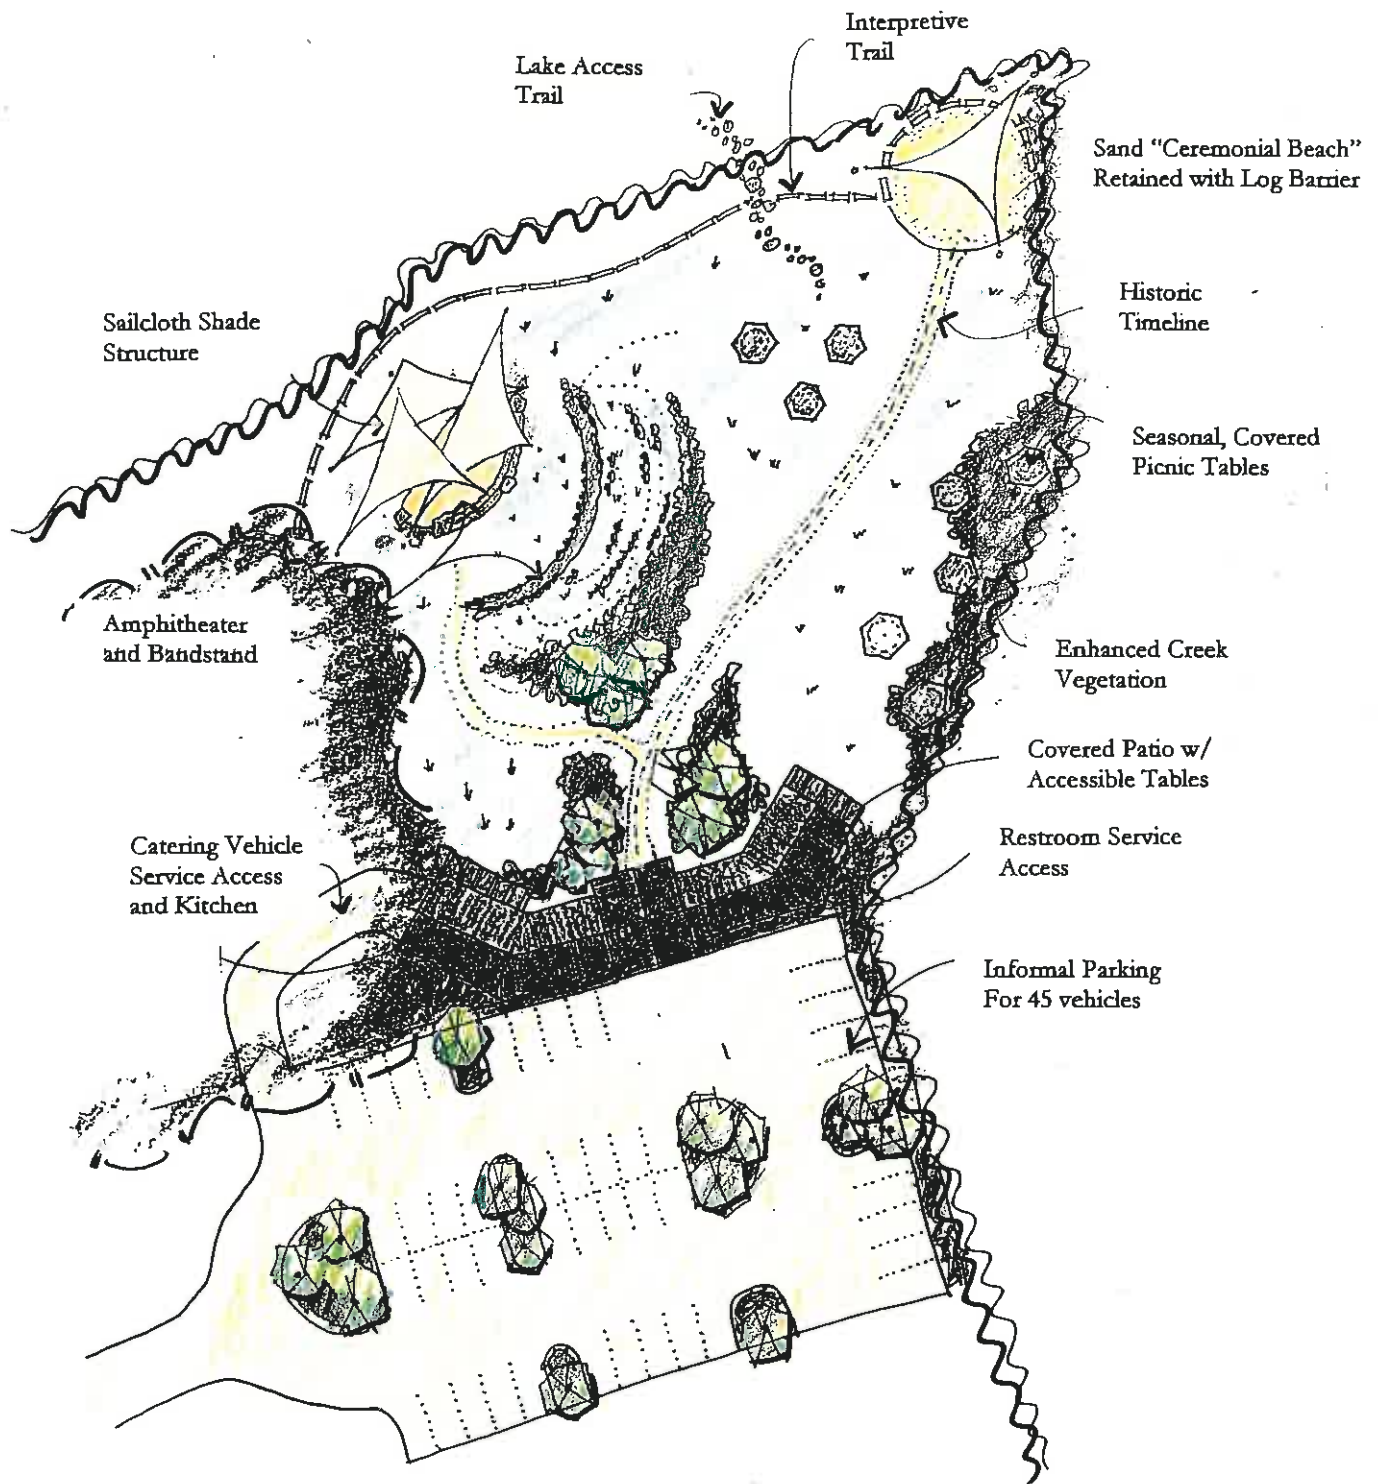 Interpretive
Trail
Lake Access
Trail
Sand “Ceremonial Beach”
Retained with Log Barrier
Historic
Timeline
Sailcloth Shade
Structure
Seasonal, Covered
Picnic Tables
Amphitheater
and Bandstand
Enhanced Creek
Vegetation
Covered Patio w/
Accessible Tables
Restroom Service
Access
Catering Vehicle
Service Access
and Kitchen
Informal Parking
For 45 vehicles